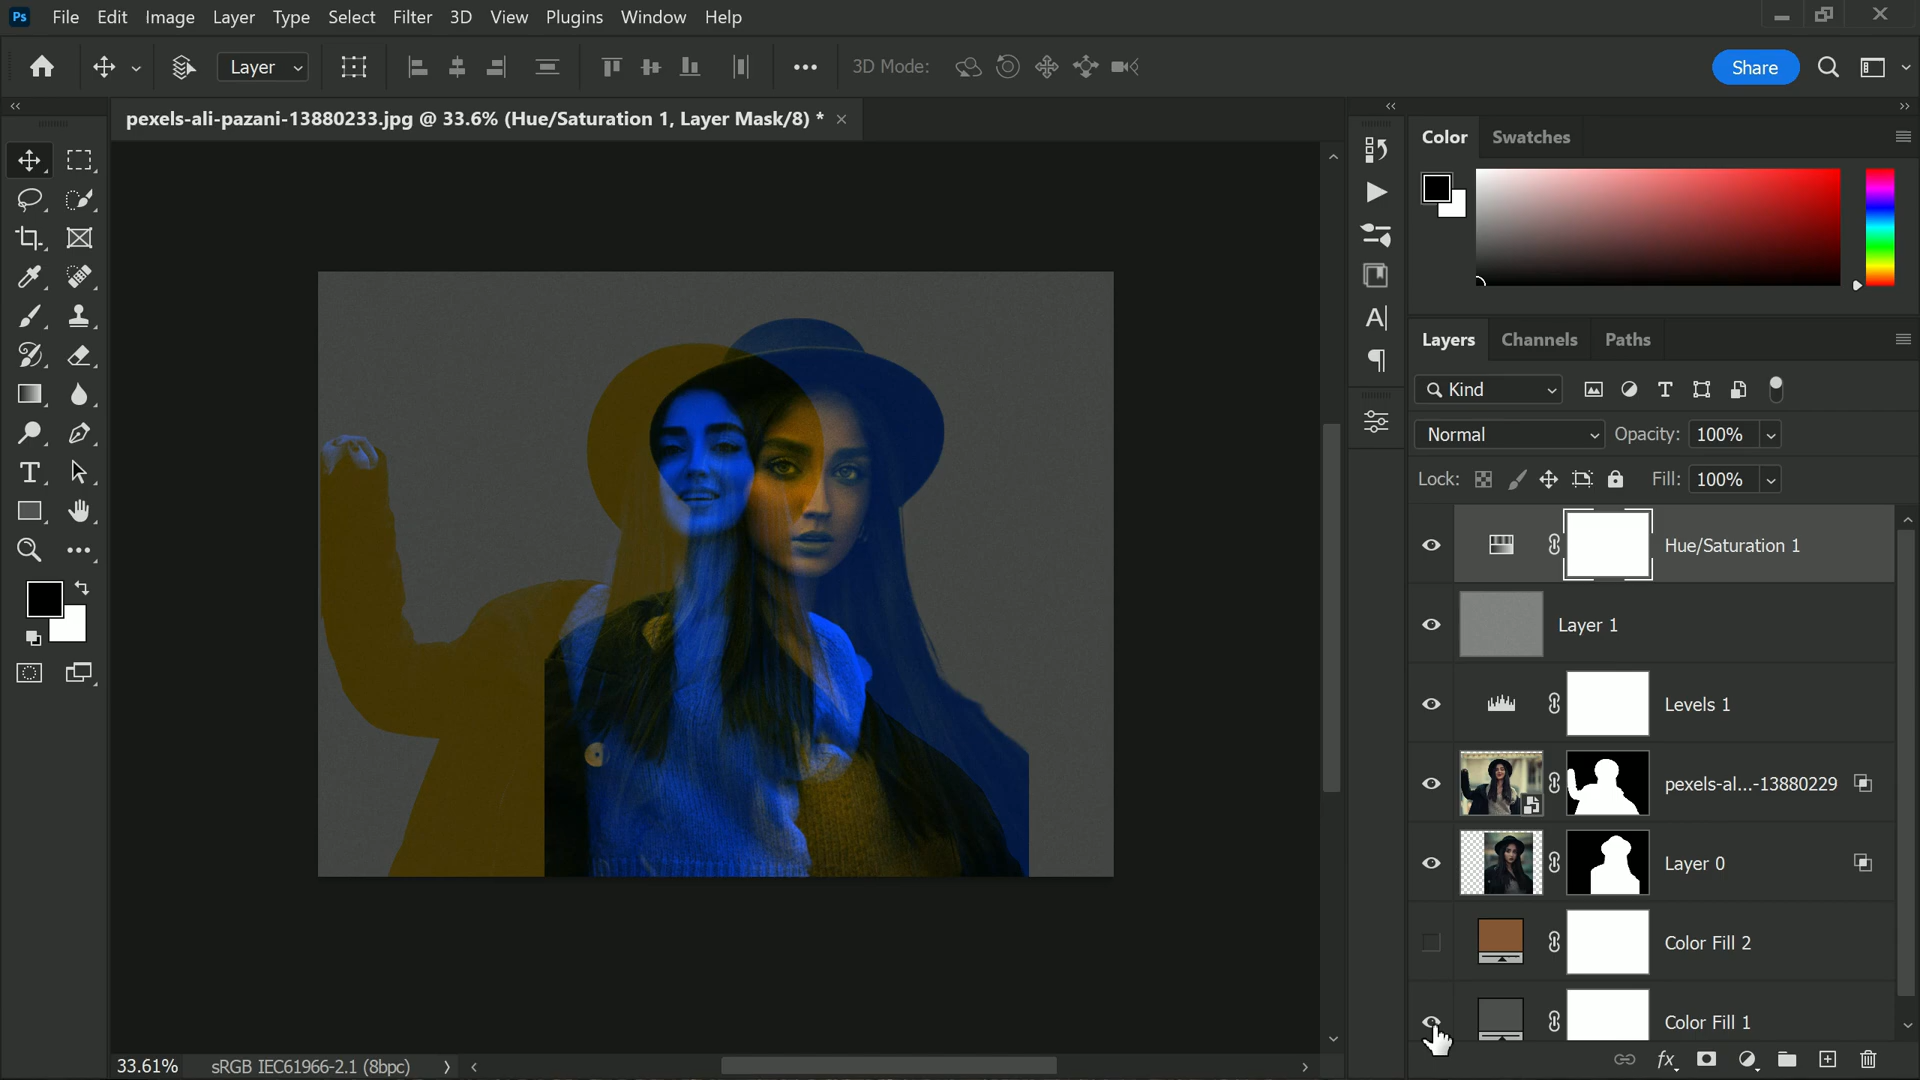 Ps File Edit Image Layer Type Select Filter 3D View Plugins Window Help
Layer 3D Mode: Share
pexels-ali-pazani-13880233.jpg @ 33.6% (Hue/Saturation 1, Layer Mask/8) *
Color Swatches
Layers Channels Paths
Kind
Normal Opacity: 100%
Lock: Fill: 100%
Hue/Saturation 1
Layer 1
Levels 1
pexels-al...-13880229
Layer 0
Color Fill 2
Color Fill 1
33.61% sRGB IEC61966-2.1 (8bpc)
fx